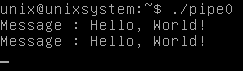 unix@unixsystem:~$ ./pipe0
Message : Hello, World!
Message : Hello, World!